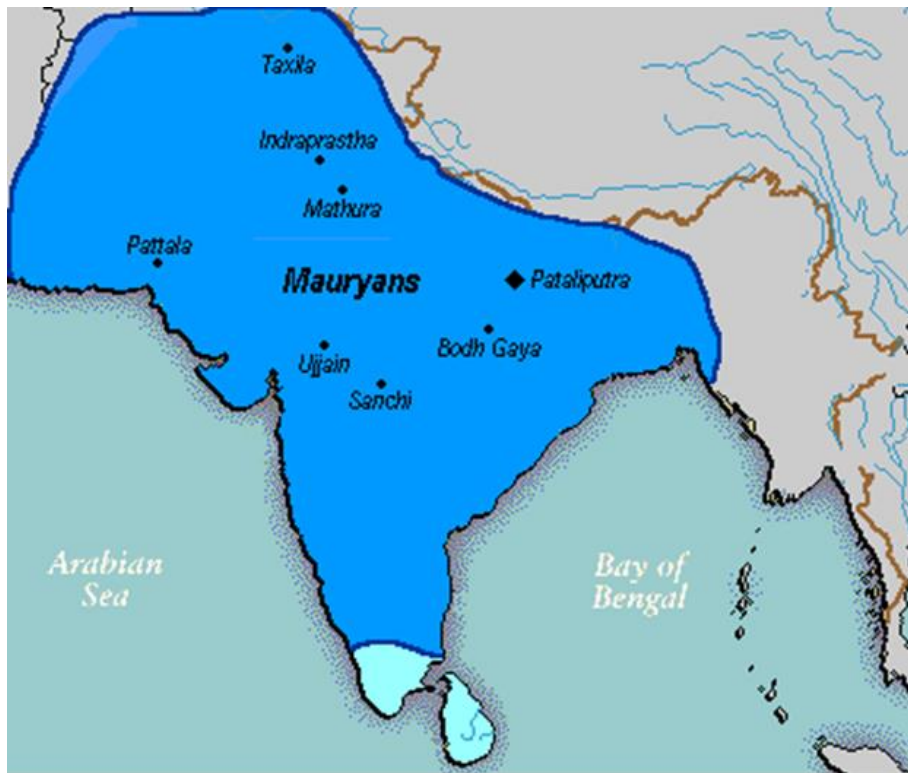 Taxila
Indraprastha
Mathura
Pattala
Mauryans
Pataliputra
Bodh Gaya
Ujjain
Sanchi
Arabian
Sea
Bay of
Bengal